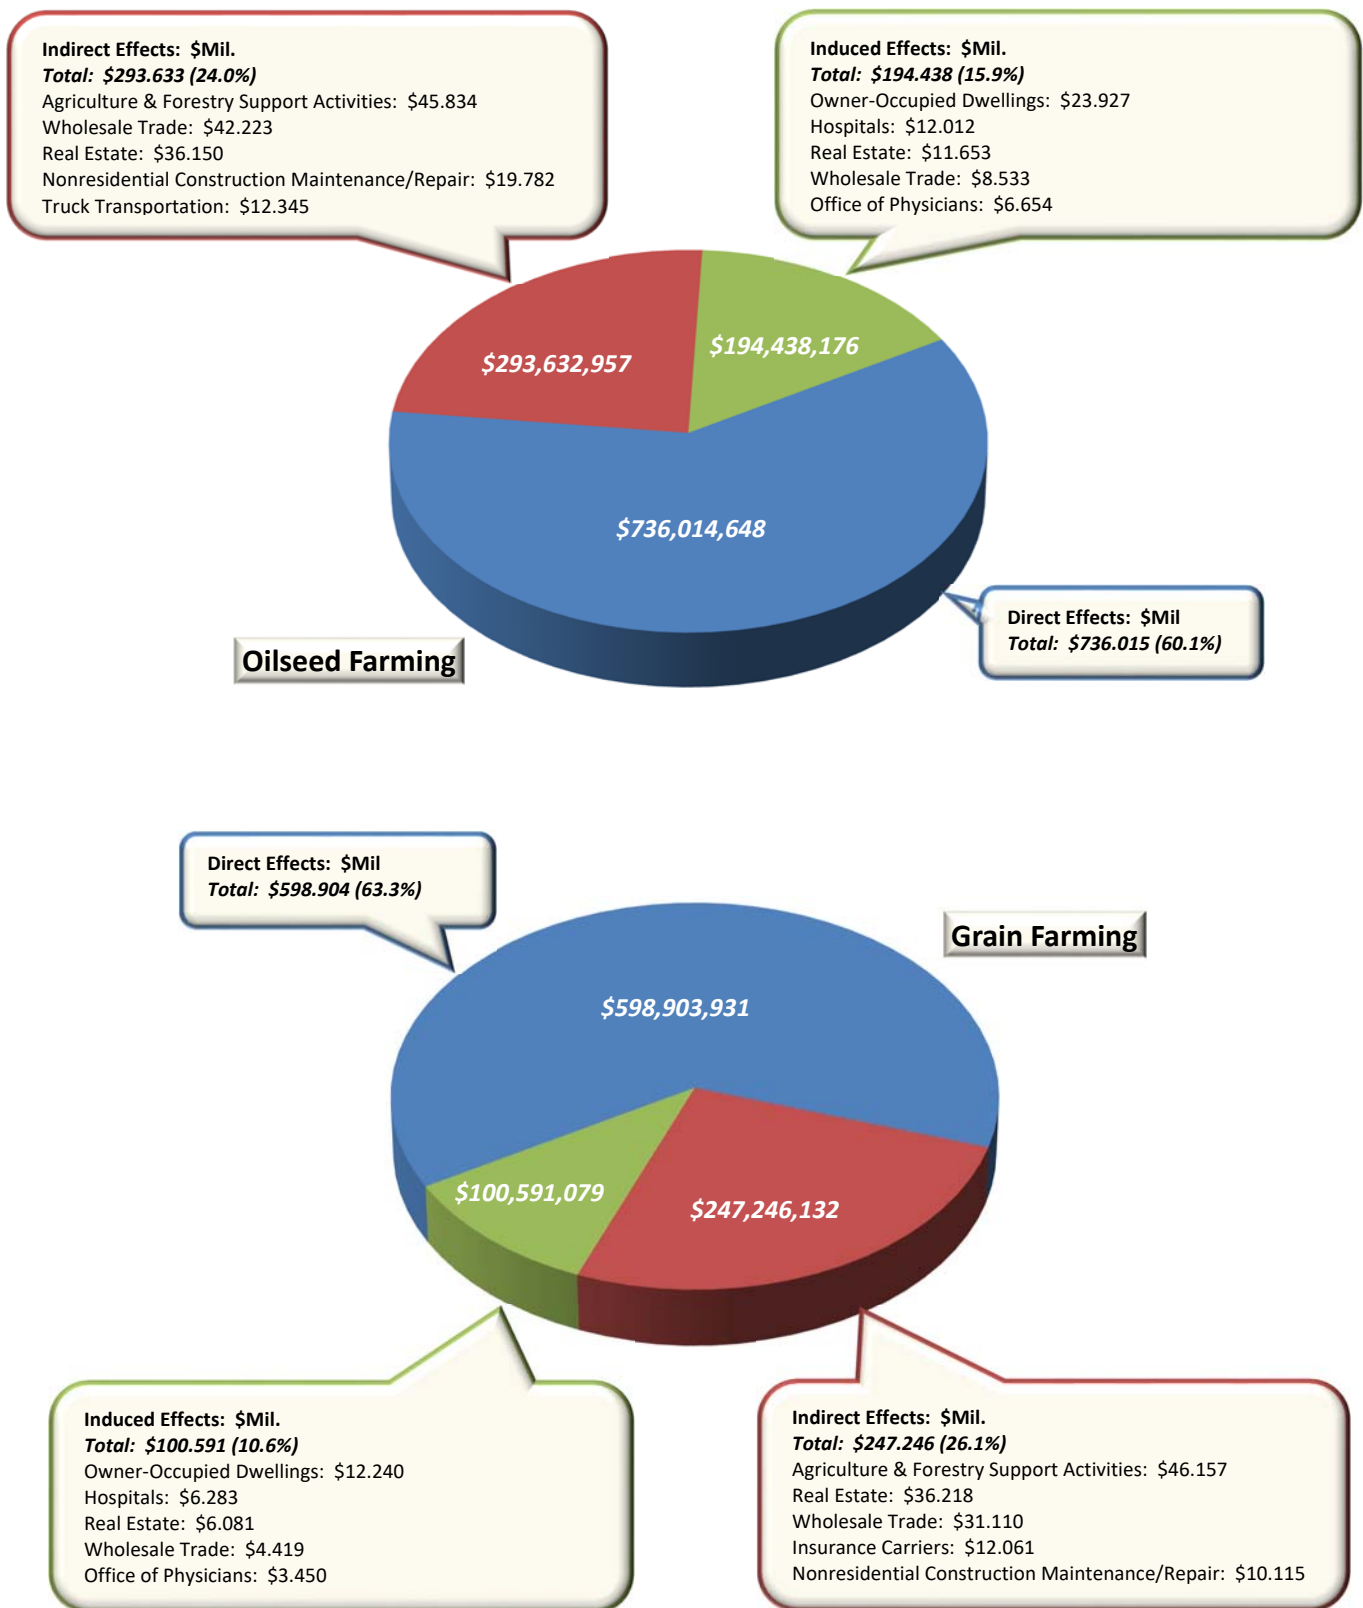 Indirect Effects:  $Mil.
Total:  $293.633 (24.0%)
Agriculture & Forestry Support Activities:  $45.834
Wholesale Trade:  $42.223
Real Estate:  $36.150
Nonresidential Construction Maintenance/Repair:  $19.782
Truck Transportation:  $12.345
Induced Effects:  $Mil.
Total:  $194.438 (15.9%)
Owner-Occupied Dwellings:  $23.927
Hospitals:  $12.012
Real Estate:  $11.653
Wholesale Trade:  $8.533
Office of Physicians:  $6.654
$293,632,957
$194,438,176
$736,014,648
Direct Effects:  $Mil
Total:  $736.015 (60.1%)
Oilseed Farming
Direct Effects:  $Mil
Total:  $598.904 (63.3%)
Grain Farming
$598,903,931
$100,591,079
$247,246,132
Induced Effects:  $Mil.
Total:  $100.591 (10.6%)
Owner-Occupied Dwellings:  $12.240
Hospitals:  $6.283
Real Estate:  $6.081
Wholesale Trade:  $4.419
Office of Physicians:  $3.450
Indirect Effects:  $Mil.
Total:  $247.246 (26.1%)
Agriculture & Forestry Support Activities:  $46.157
Real Estate:  $36.218
Wholesale Trade:  $31.110
Insurance Carriers:  $12.061
Nonresidential Construction Maintenance/Repair:  $10.115